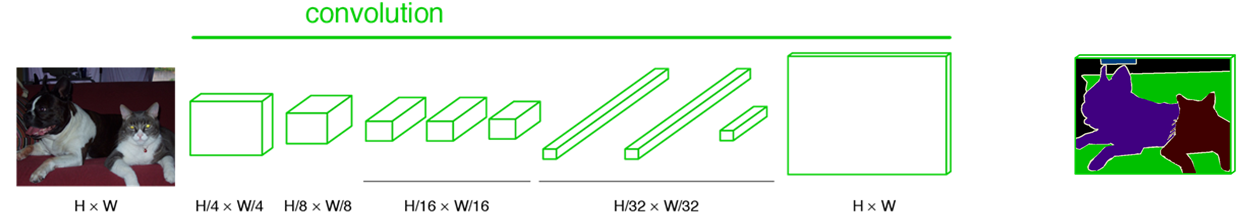 convolution
H × W
H/4 × W/4
H/8 × W/8
H/16 × W/16
H/32 × W/32
H × W